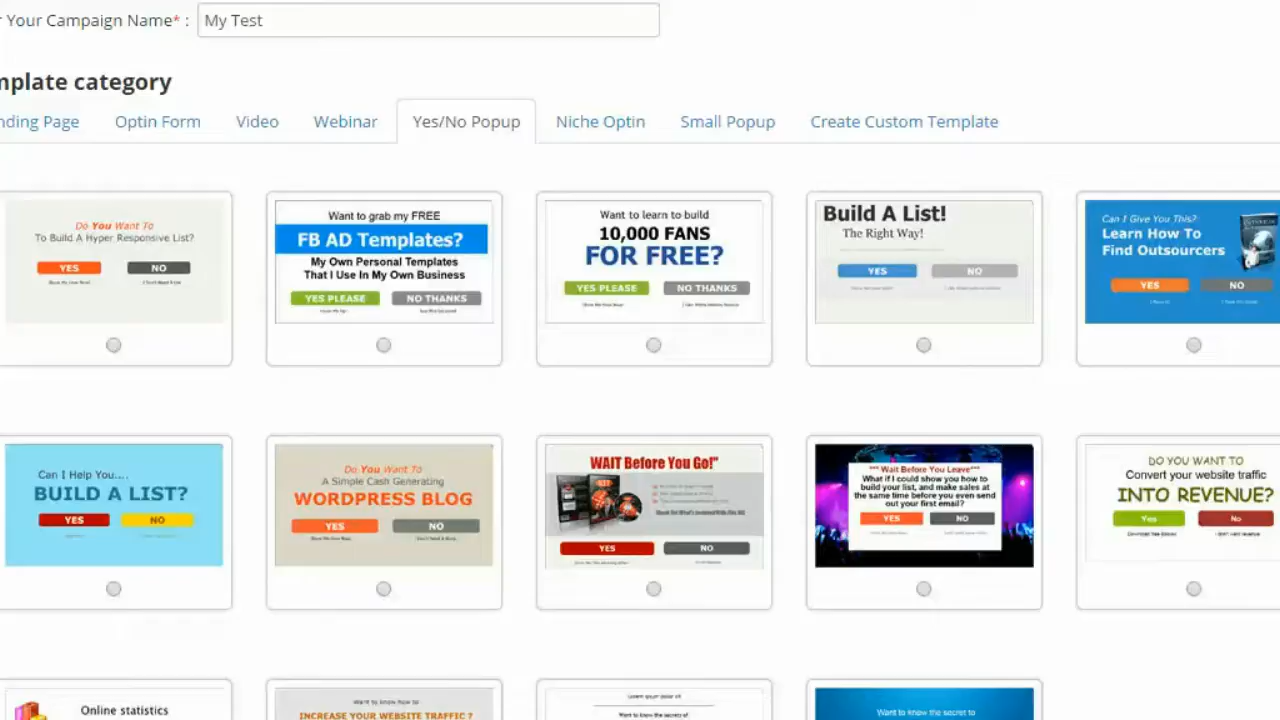 r Your Campaign Name* :
My Test
mplate category
nding Page
Optin Form
Video
Webinar
Yes/No Popup
Niche Optin
Small Popup
Create Custom Template
Do You Want To
To Build A Hyper Responsive List?
YES
NO
Want to grab my FREE
FB AD Templates?
My Own Personal Templates
That I Use In My Own Business
YES PLEASE
NO THANKS
Want to learn to build
10,000 FANS
FOR FREE?
YES PLEASE
NO THANKS
Build A List!
The Right Way!
YES
NO
Can I Give You This?
Learn How To
Find Outsourcers
YES
NO
Can I Help You....
BUILD A LIST?
YES
NO
Do You Want To
A Simple Cash Generating
WORDPRESS BLOG
YES
NO
WAIT Before You Go!"
YES
NO
*** Wait Before You Leave***
What if I could show you how to
build your list, and make sales at
the same time before you even send
out your first email?
YES
NO
DO YOU WANT TO
Convert your website traffic
INTO REVENUE?
Yes
No
Online statistics
Want to know how to
INCREASE YOUR WEBSITE TRAFFIC ?
Want to know the secret of
Want to know the secret to